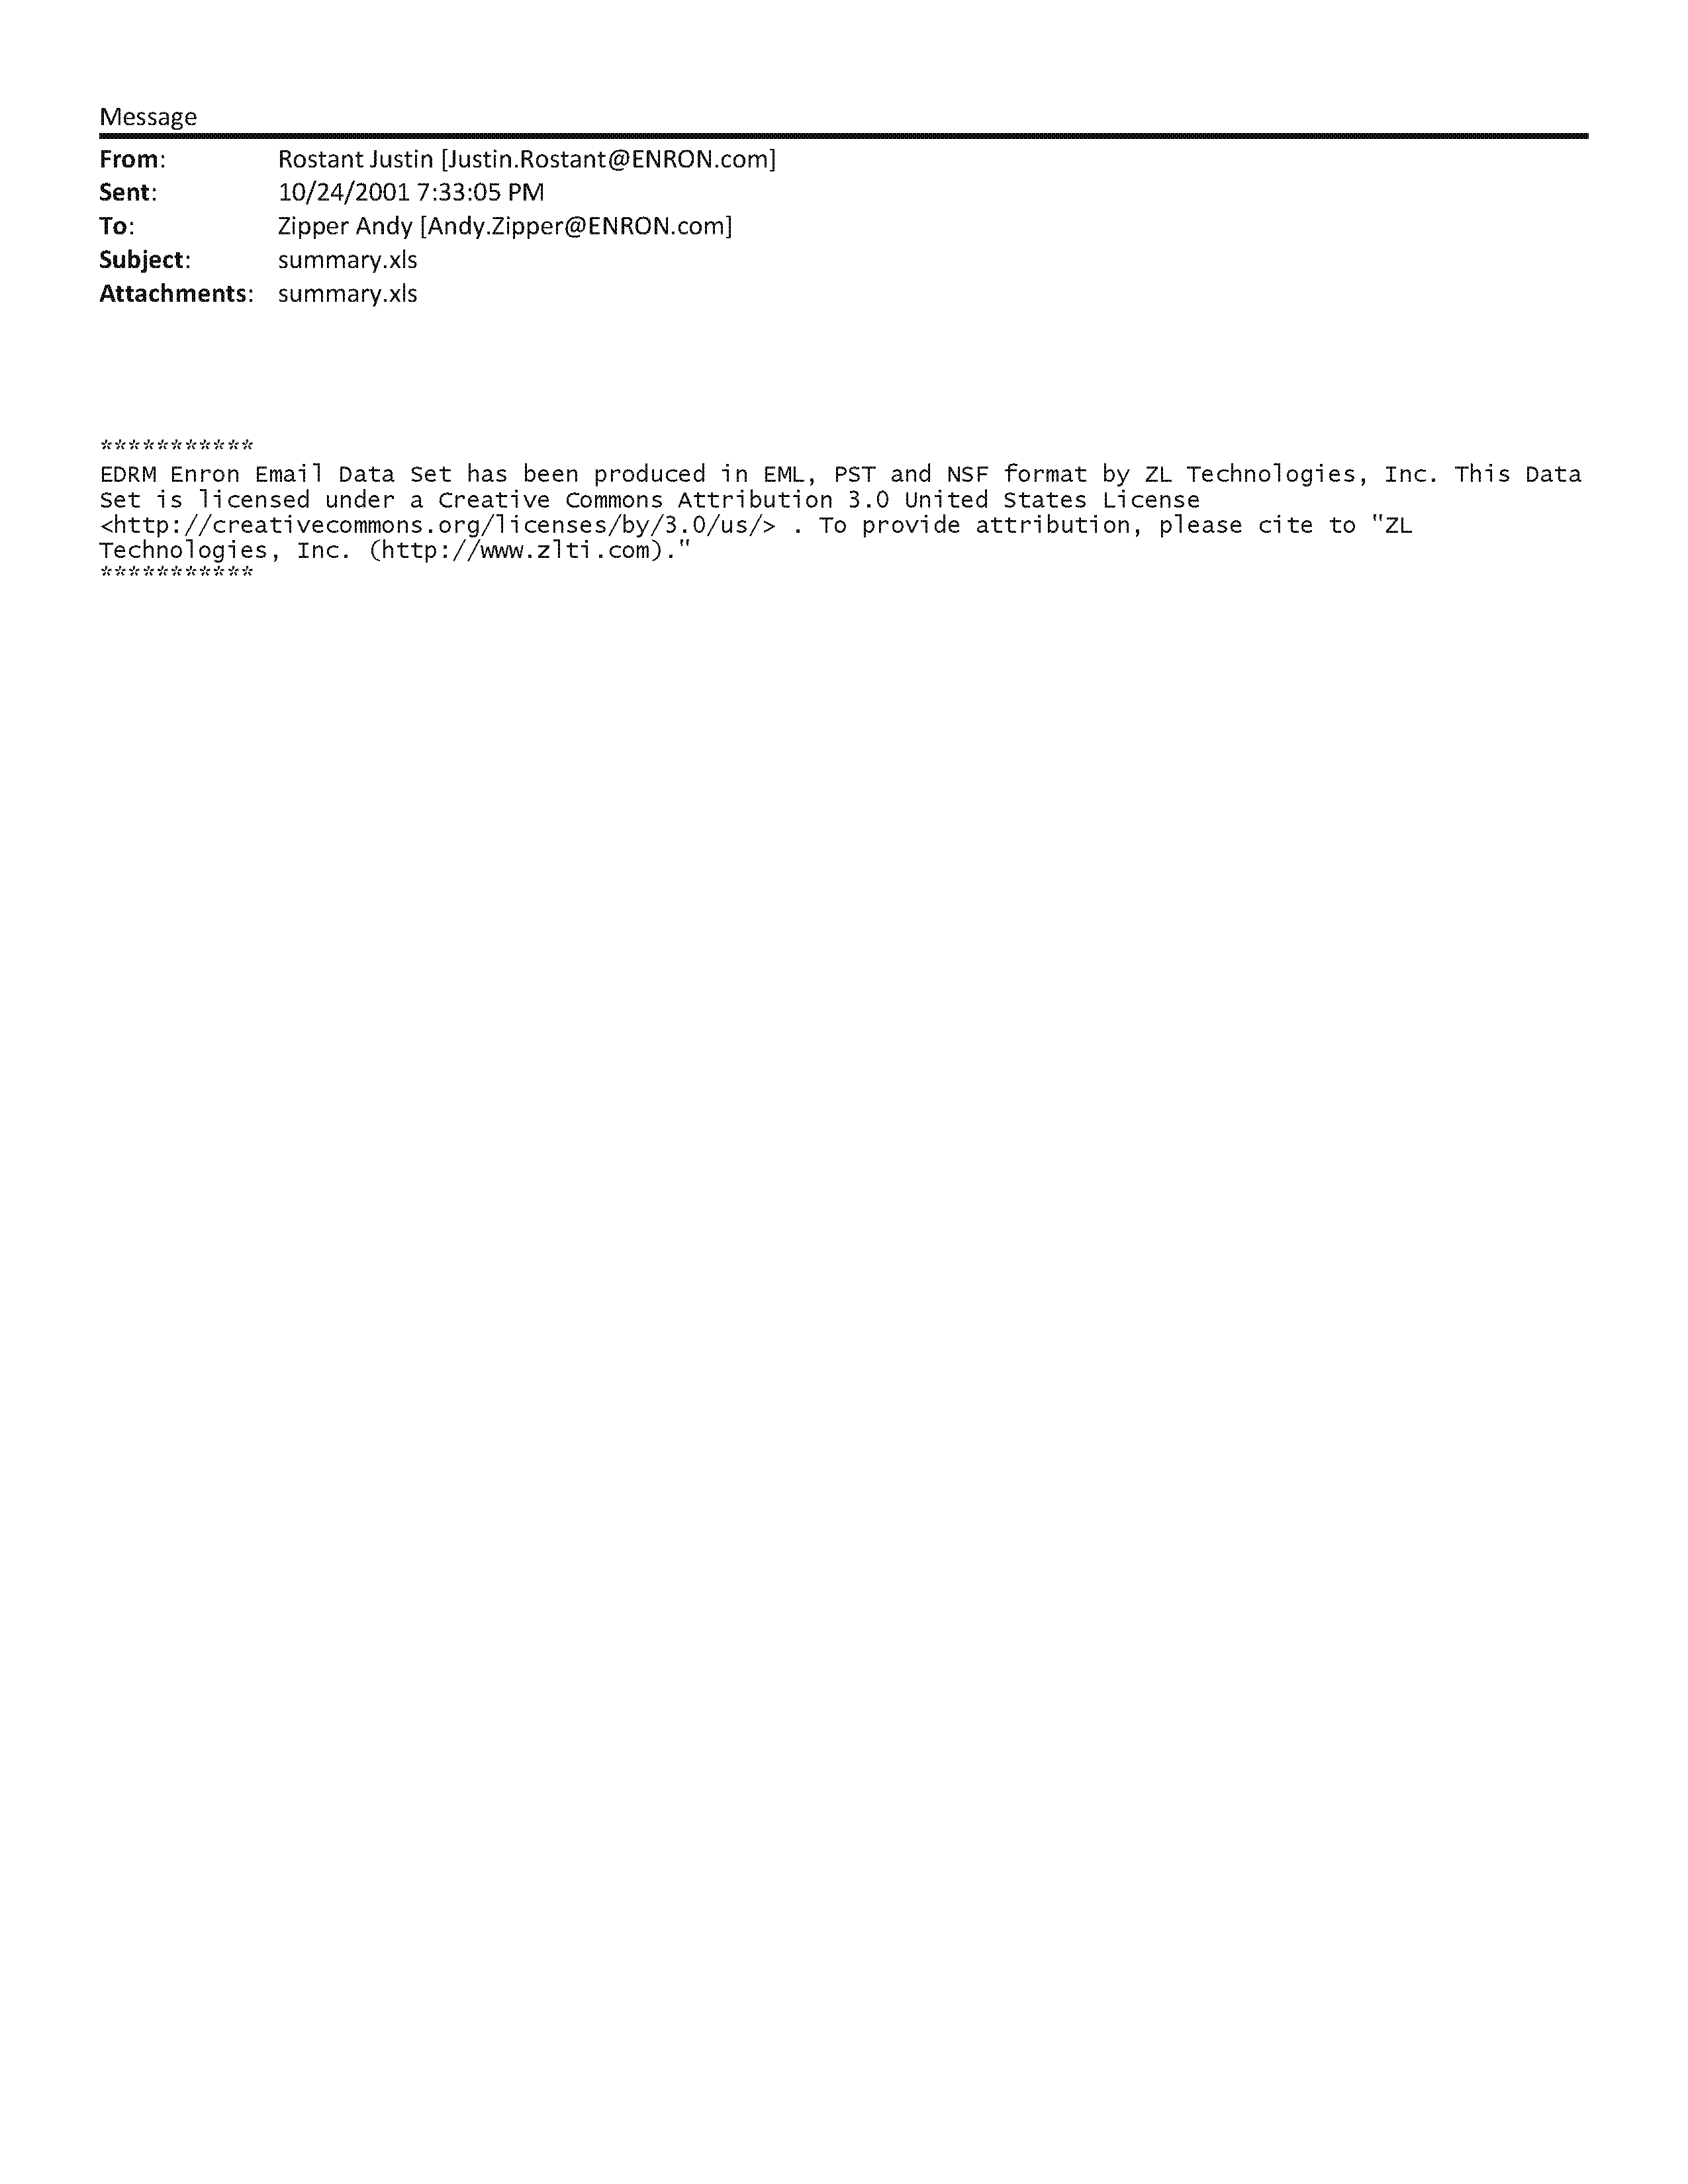 Message
From: Rostant Justin [Justin.Rostant@ENRON.com]
Sent: 10/24/2001 7:33:05 PM
To: Zipper Andy [Andy.Zipper@ENRON.com]
Subject: summary.xls
Attachments: summary.xls
***********
EDRM Enron Email Data Set has been produced in EML, PST and NSF format by ZL Technologies, Inc. This Data
Set is licensed under a Creative Commons Attribution 3.0 United States License
<http://creativecommons.org/licenses/by/3.0/us/> . To provide attribution, please cite to "ZL
Technologies, Inc. (http://www.zlti.com)."
***********